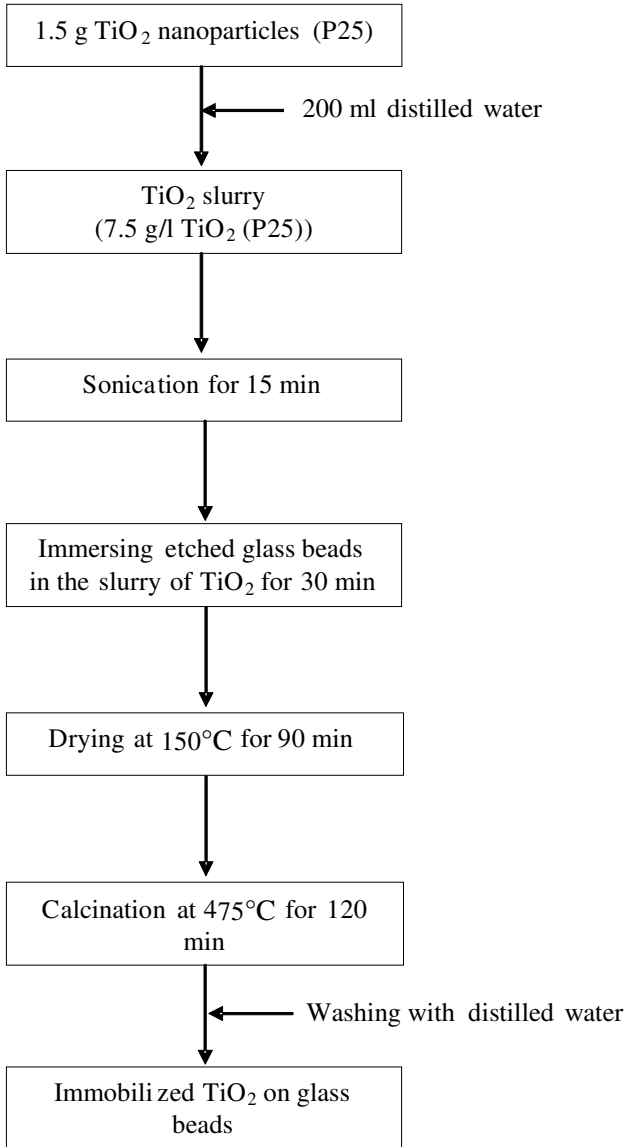 1.5 g TiO₂ nanoparticles (P25)
200 ml distilled water
TiO₂ slurry
(7.5 g/l TiO₂ (P25))
Sonication for 15 min
Immersing etched glass beads
in the slurry of TiO₂ for 30 min
Drying at 150°C for 90 min
Calcination at 475°C for 120
min
Washing with distilled water
Immobilized TiO₂ on glass
beads